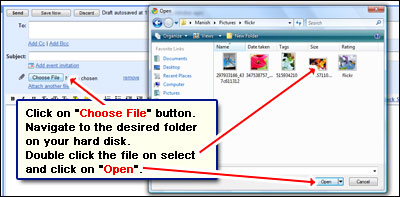 Send Save Now Discard Draft autosaved at
To:
Add Cc | Add Bcc
Subject:
Add event invitation
Choose File chosen remove
Attach another file
Click on "Choose File" button.
Navigate to the desired folder
on your hard disk.
Double click the file on select
and click on "Open".
Open
Manish Pictures flickr
Organize Views New Folder
Favorite Links
Documents
Desktop
Recent Places
Computer
Pictures
Name Date taken Tags Size Rating
347538757_... 515934210 flickr
Folders
Open Cancel